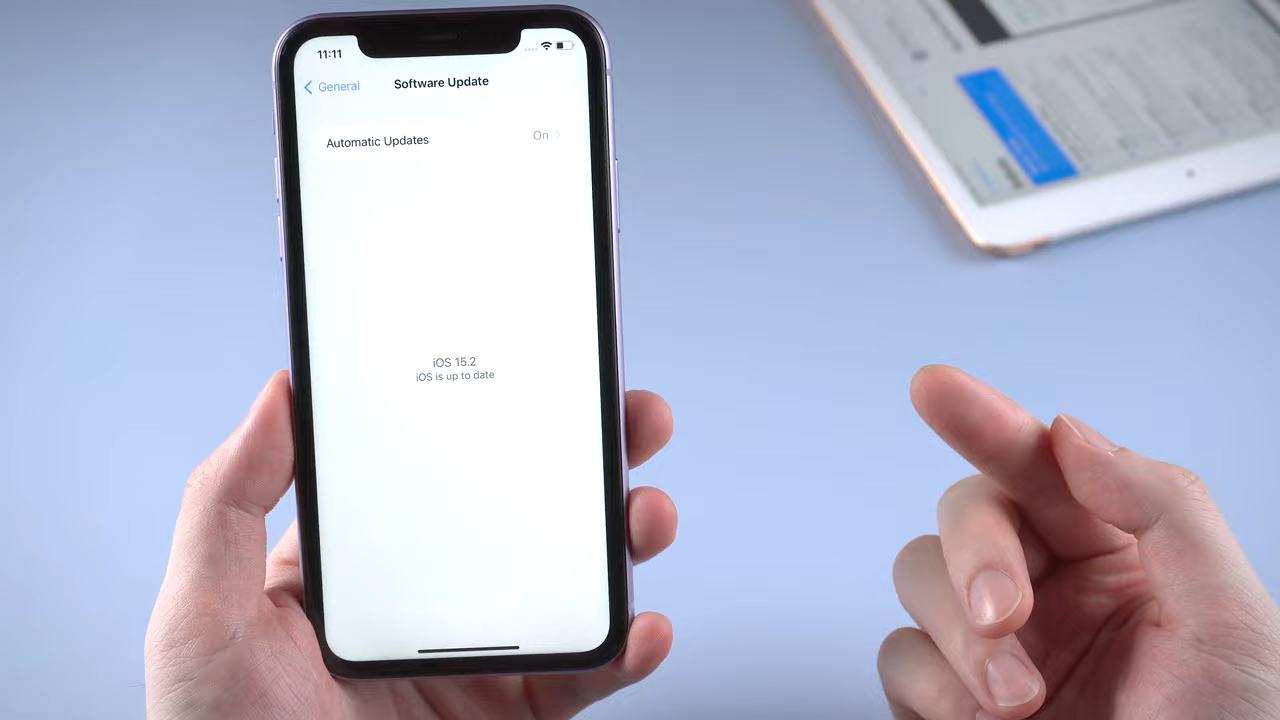 11:11
General
Software Update
Automatic Updates
On
iOS 15.2
iOS is up to date